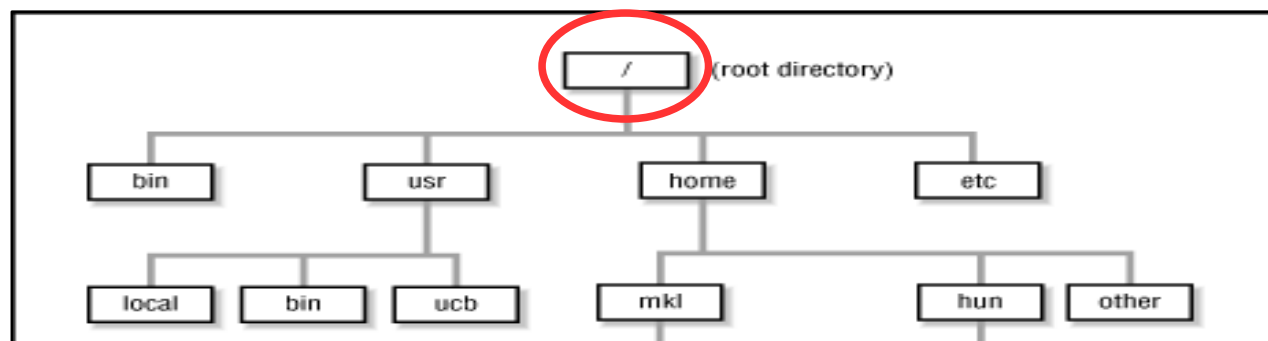 / (root directory)
bin usr home etc
local bin ucb mkl hun other